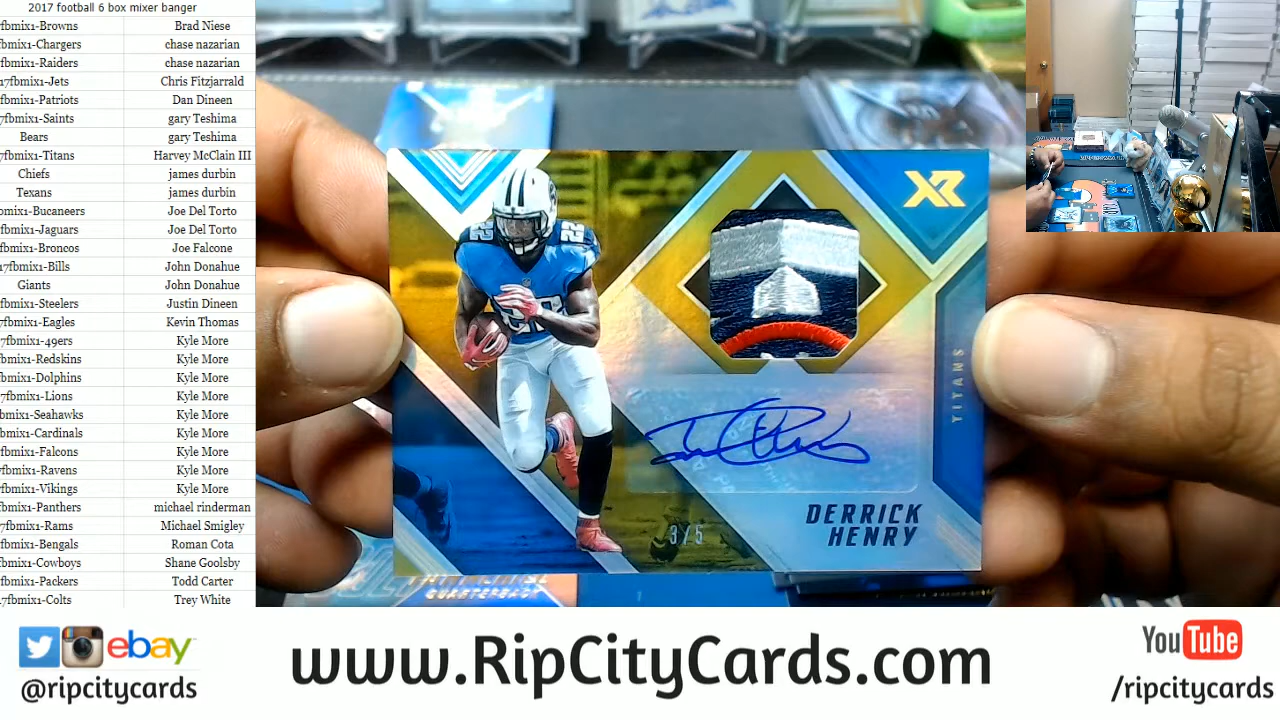 2017 football 6 box mixer banger
fbmix1-Browns Brad Niese
fbmix1-Chargers chase nazarian
fbmix1-Raiders chase nazarian
17fbmix1-Jets Chris Fitzjarrald
fbmix1-Patriots Dan Dineen
7fbmix1-Saints gary Teshima
Bears gary Teshima
7fbmix1-Titans Harvey McClain III
Chiefs james durbin
Texans james durbin
bmix1-Bucaneers Joe Del Torto
bmix1-Jaguars Joe Del Torto
fbmix1-Broncos Joe Falcone
17fbmix1-Bills John Donahue
Giants John Donahue
fbmix1-Steelers Justin Dineen
7fbmix1-Eagles Kevin Thomas
7fbmix1-49ers Kyle More
fbmix1-Redskins Kyle More
fbmix1-Dolphins Kyle More
7fbmix1-Lions Kyle More
bmix1-Seahawks Kyle More
bmix1-Cardinals Kyle More
fbmix1-Falcons Kyle More
7fbmix1-Ravens Kyle More
fbmix1-Vikings Kyle More
fbmix1-Panthers michael rinderman
7fbmix1-Rams Michael Smigley
fbmix1-Bengals Roman Cota
fbmix1-Cowboys Shane Goolsby
fbmix1-Packers Todd Carter
7fbmix1-Colts Trey White
XR
22
22
TITANS
DERRICK
HENRY
3/5
QUARTERBACK
ebay
@ripcitycards
www.RipCityCards.com
YouTube
/ripcitycards